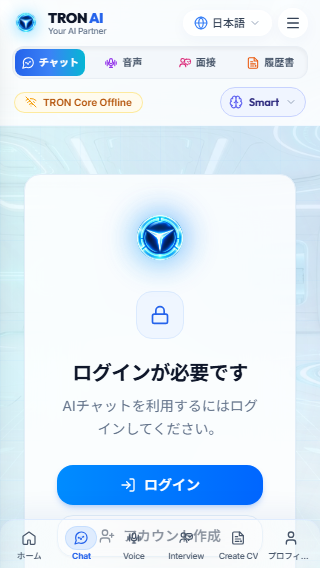 TRON AI
Your AI Partner
日本語
チャット
音声
面接
履歴書
TRON Core Offline
Smart
ログインが必要です
AIチャットを利用するにはログ
インしてください。
ログイン
アカウントを作成
ホーム
Chat
Voice
Interview
Create CV
プロフィ...